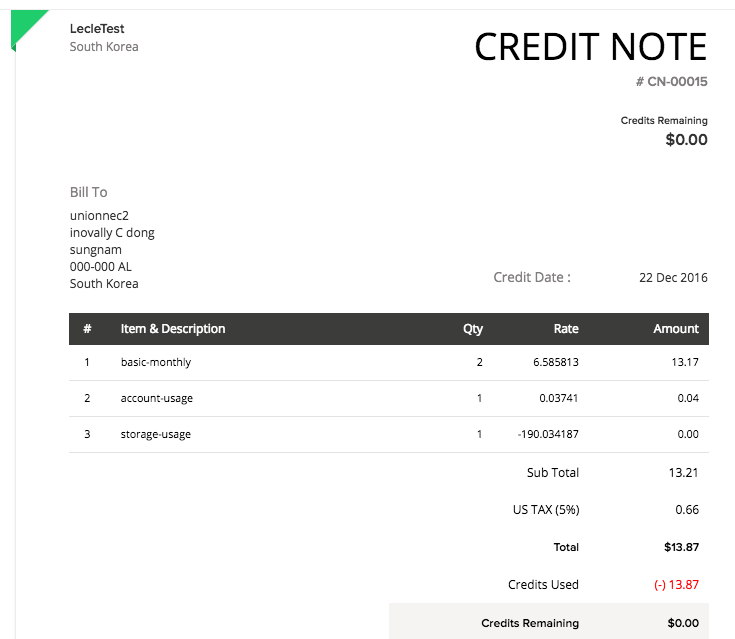 LecleTest
South Korea
CREDIT NOTE
# CN-00015
Credits Remaining
$0.00
Bill To
unionnec2
inovally C dong
sungnam
000-000 AL
South Korea
Credit Date : 22 Dec 2016
# Item & Description Qty Rate Amount
1 basic-monthly 2 6.585813 13.17
2 account-usage 1 0.03741 0.04
3 storage-usage 1 -190.034187 0.00
Sub Total 13.21
US TAX (5%) 0.66
Total $13.87
Credits Used (-) 13.87
Credits Remaining $0.00